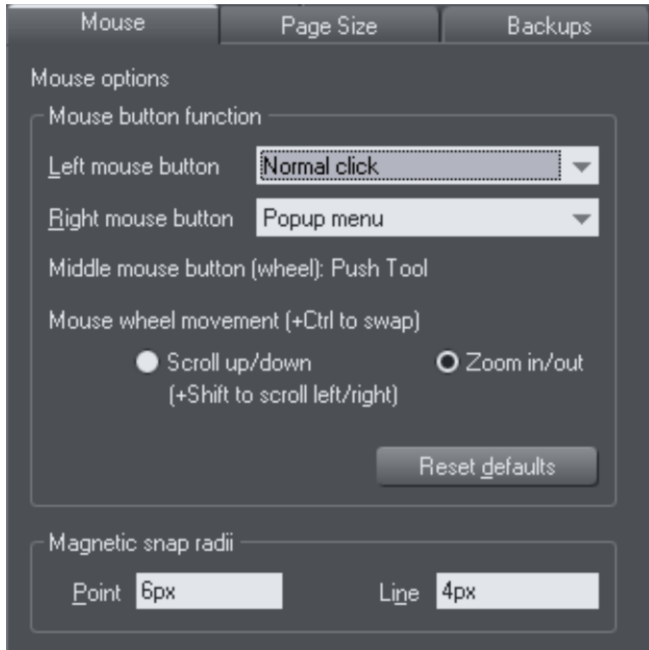 Mouse Page Size Backups
Mouse options
Mouse button function
Left mouse button Normal click
Right mouse button Popup menu
Middle mouse button (wheel): Push Tool
Mouse wheel movement (+Ctrl to swap)
Scroll up/down Zoom in/out
(+Shift to scroll left/right)
Reset defaults
Magnetic snap radii
Point 6px Line 4px